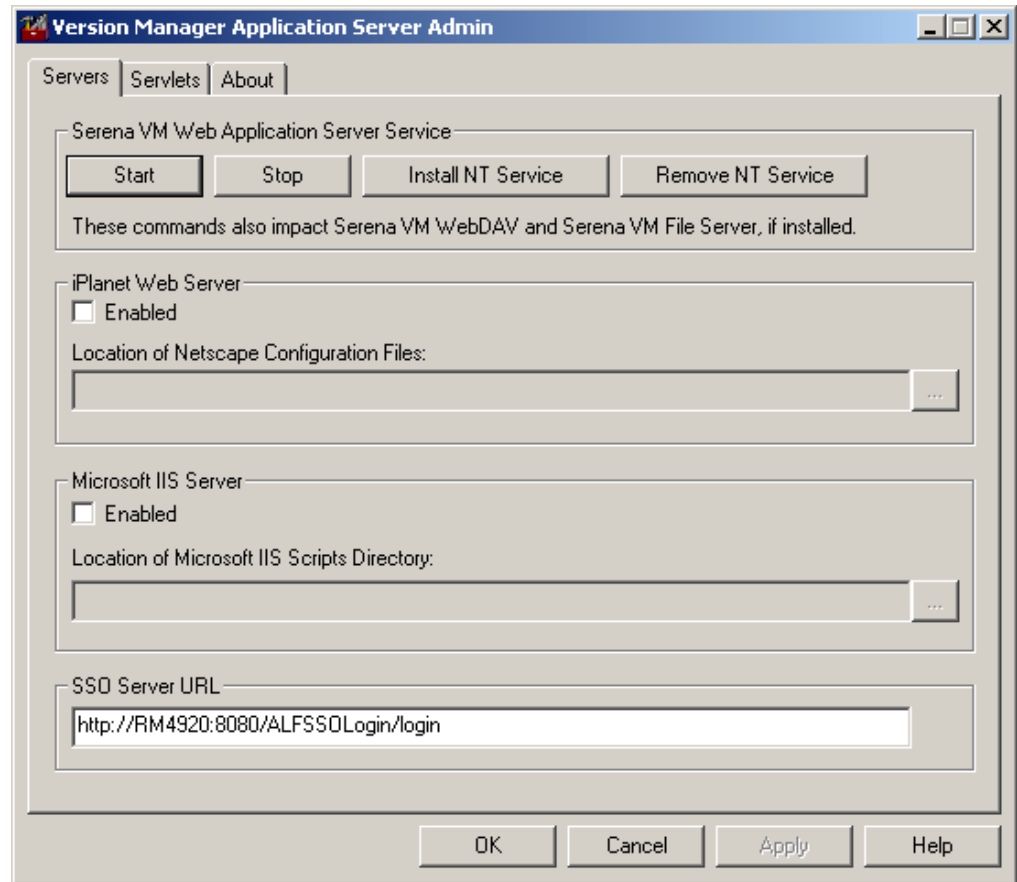 Version Manager Application Server Admin
Servers Servlets About
Serena VM Web Application Server Service
Start Stop Install NT Service Remove NT Service
These commands also impact Serena VM WebDAV and Serena VM File Server, if installed.
iPlanet Web Server
Enabled
Location of Netscape Configuration Files:
...
Microsoft IIS Server
Enabled
Location of Microsoft IIS Scripts Directory:
...
SSO Server URL
http://RM4920:8080/ALFSSOLogin/login
OK Cancel Apply Help